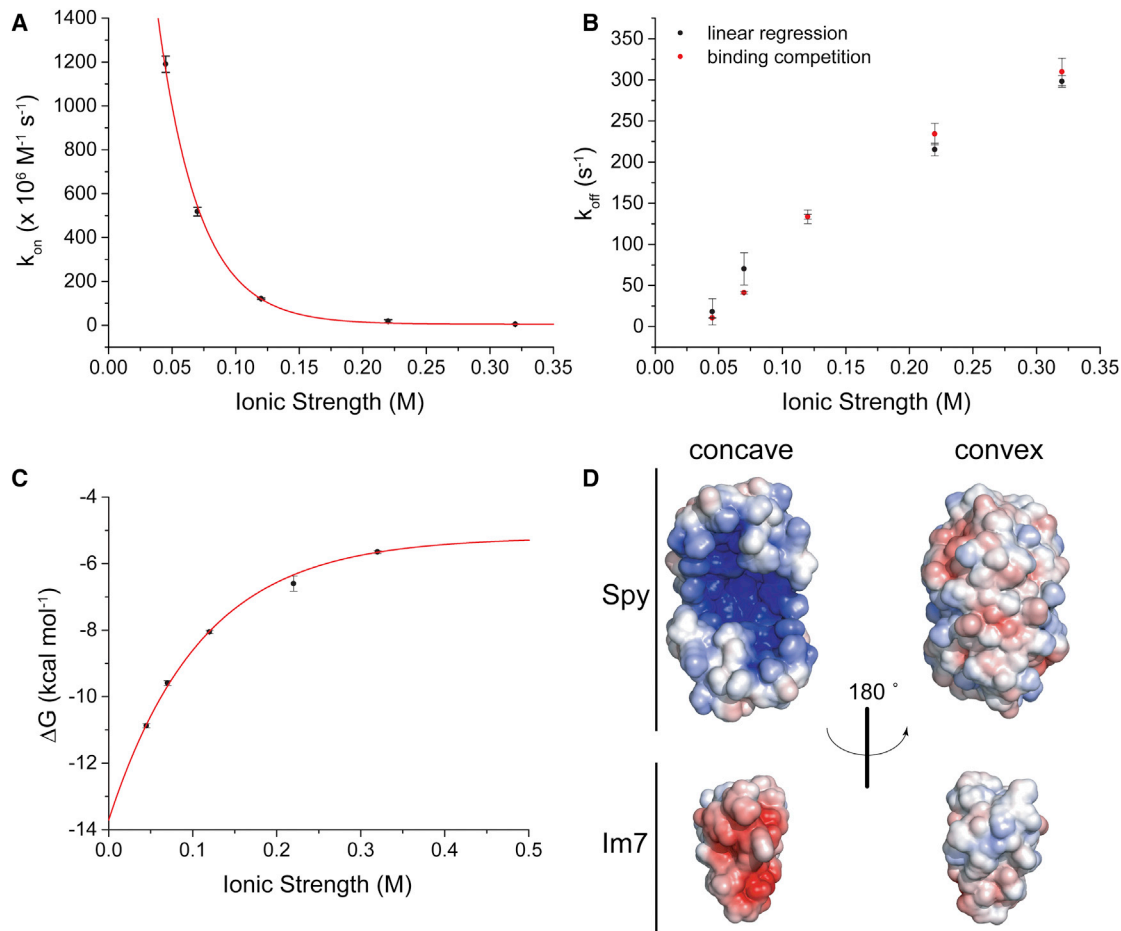 A
1400
1200
1000
800
600
400
200
0
k_on (x 10⁶ M⁻¹ s⁻¹)
0.00 0.05 0.10 0.15 0.20 0.25 0.30 0.35
Ionic Strength (M)
B
linear regression
binding competition
350
300
250
200
150
100
50
0
k_off (s⁻¹)
0.00 0.05 0.10 0.15 0.20 0.25 0.30 0.35
Ionic Strength (M)
C
-4
-6
-8
-10
-12
-14
ΔG (kcal mol⁻¹)
0.0 0.1 0.2 0.3 0.4 0.5
Ionic Strength (M)
D
concave convex
Spy
180 °
Im7